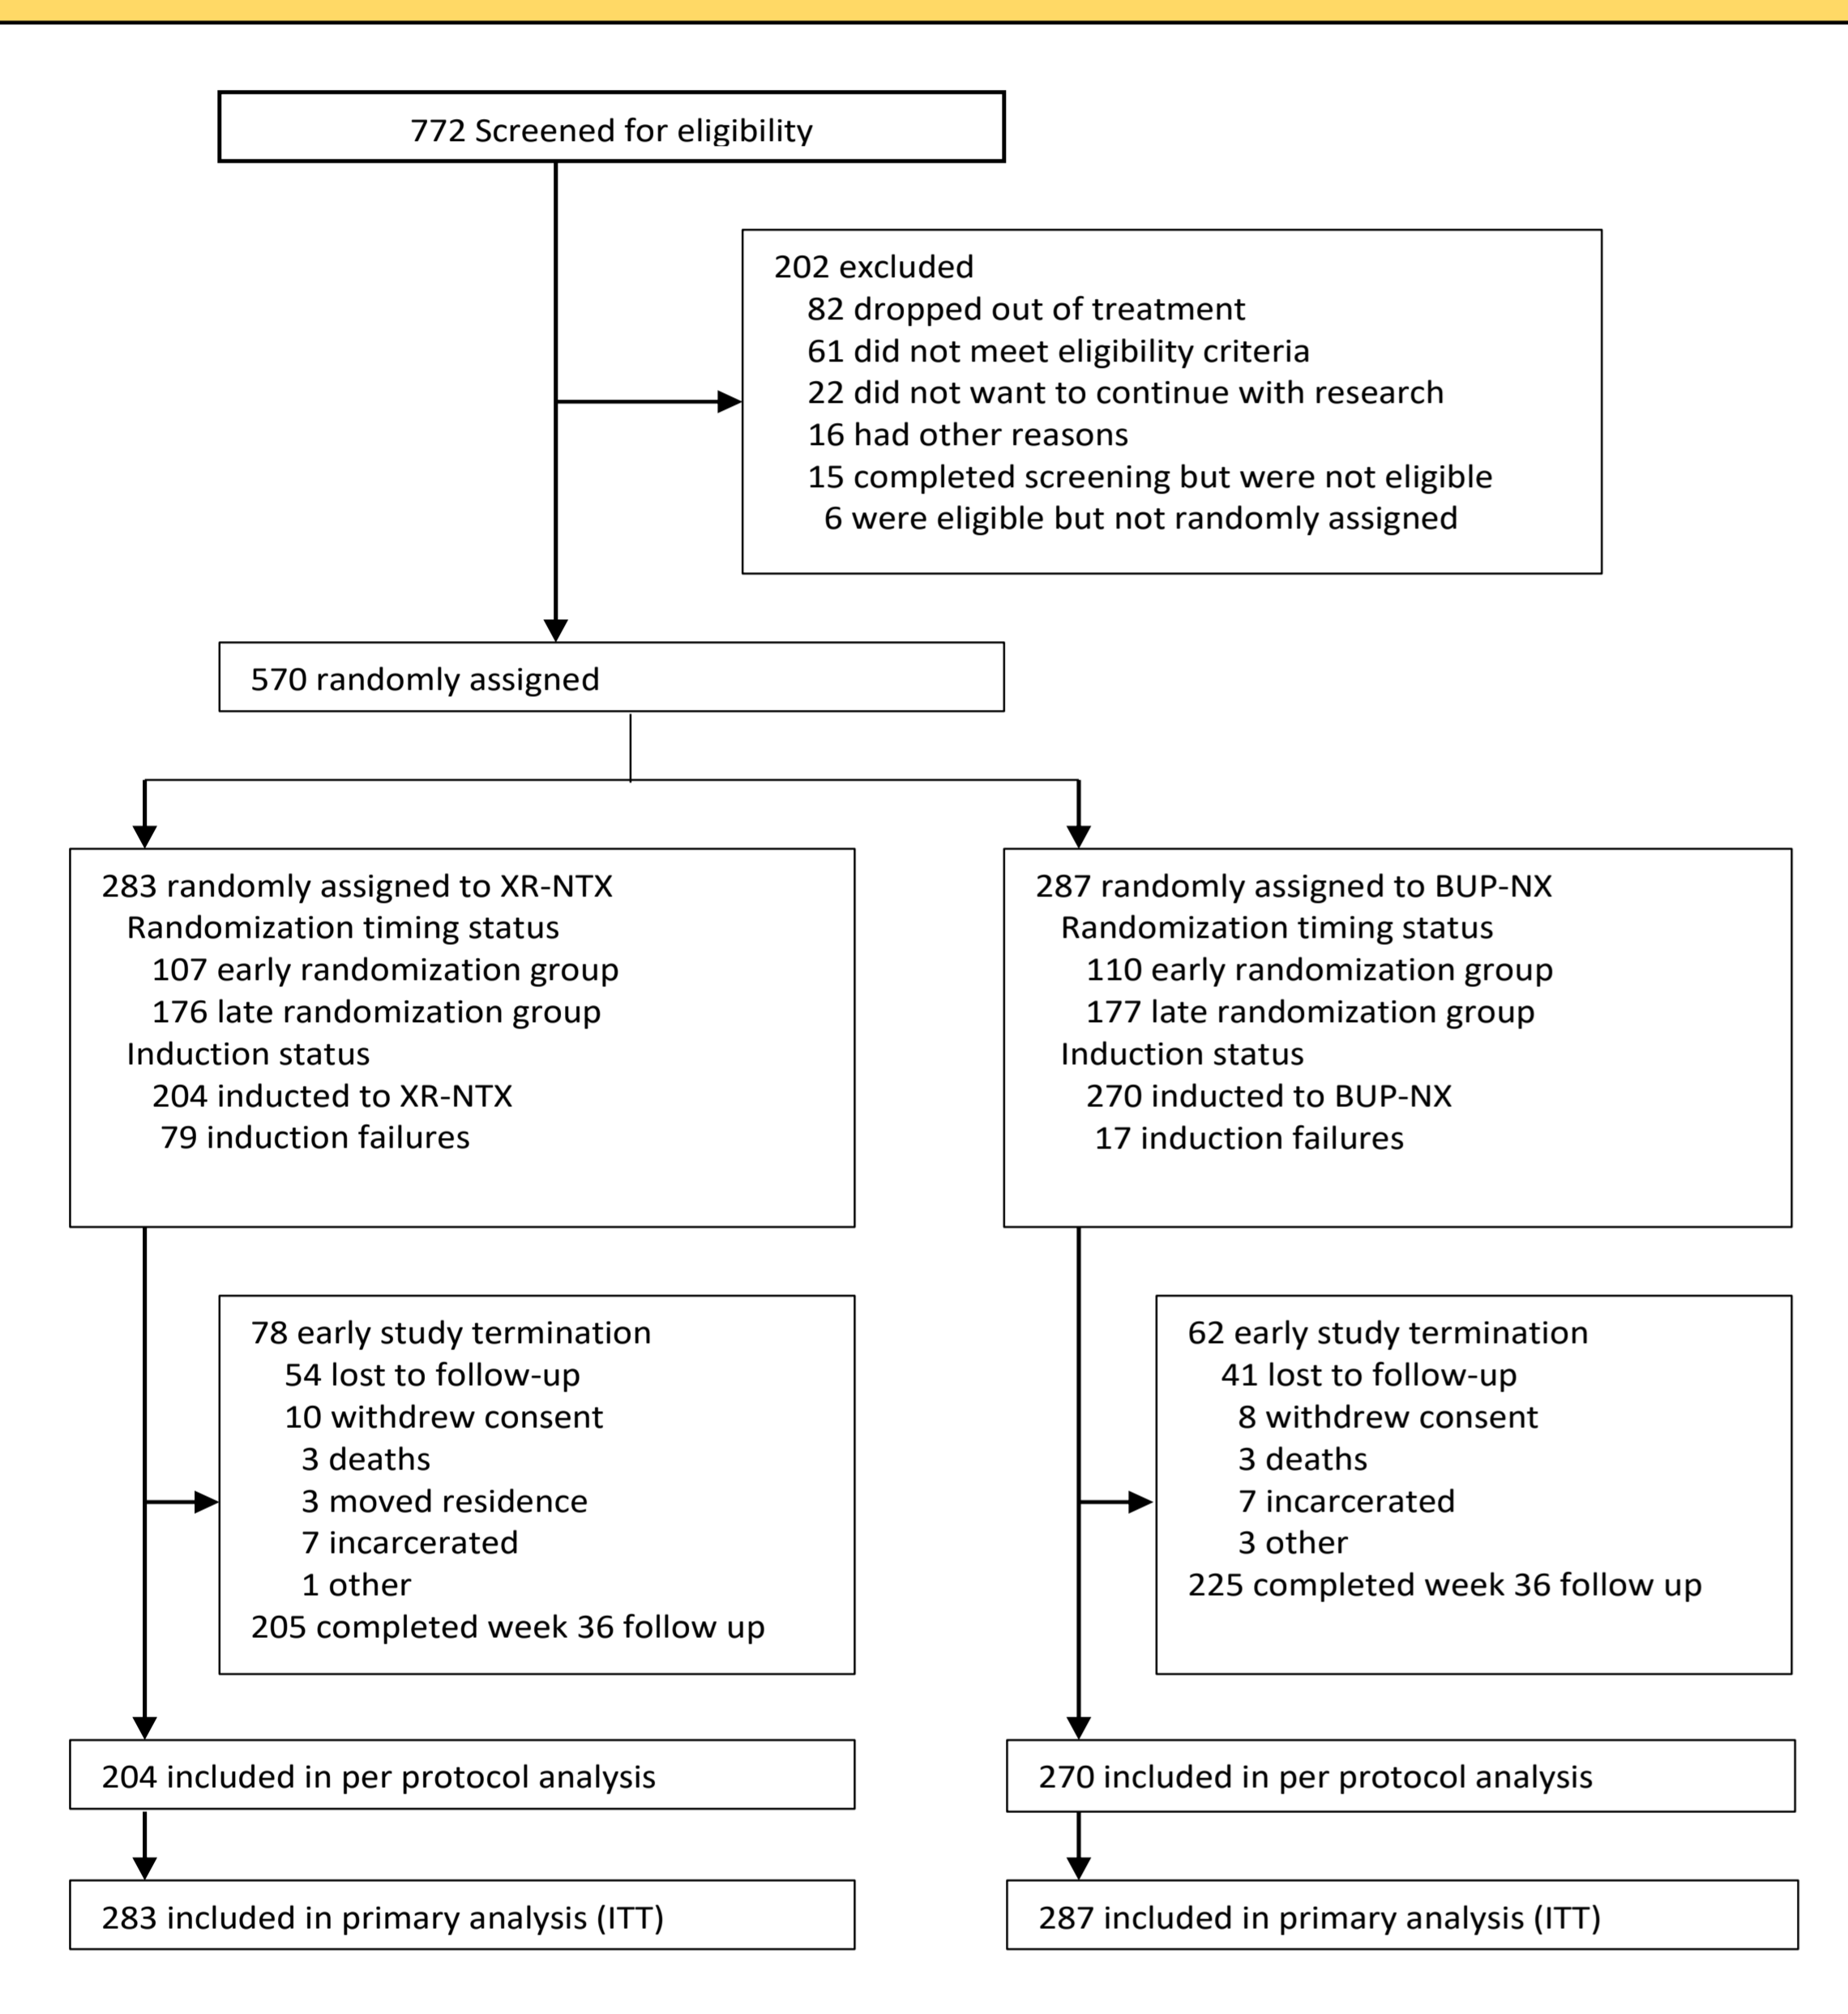 772 Screened for eligibility
202 excluded
82 dropped out of treatment
61 did not meet eligibility criteria
22 did not want to continue with research
16 had other reasons
15 completed screening but were not eligible
6 were eligible but not randomly assigned
570 randomly assigned
283 randomly assigned to XR-NTX
Randomization timing status
107 early randomization group
176 late randomization group
Induction status
204 inducted to XR-NTX
79 induction failures
287 randomly assigned to BUP-NX
Randomization timing status
110 early randomization group
177 late randomization group
Induction status
270 inducted to BUP-NX
17 induction failures
78 early study termination
54 lost to follow-up
10 withdrew consent
3 deaths
3 moved residence
7 incarcerated
1 other
205 completed week 36 follow up
62 early study termination
41 lost to follow-up
8 withdrew consent
3 deaths
7 incarcerated
3 other
225 completed week 36 follow up
204 included in per protocol analysis
270 included in per protocol analysis
283 included in primary analysis (ITT)
287 included in primary analysis (ITT)